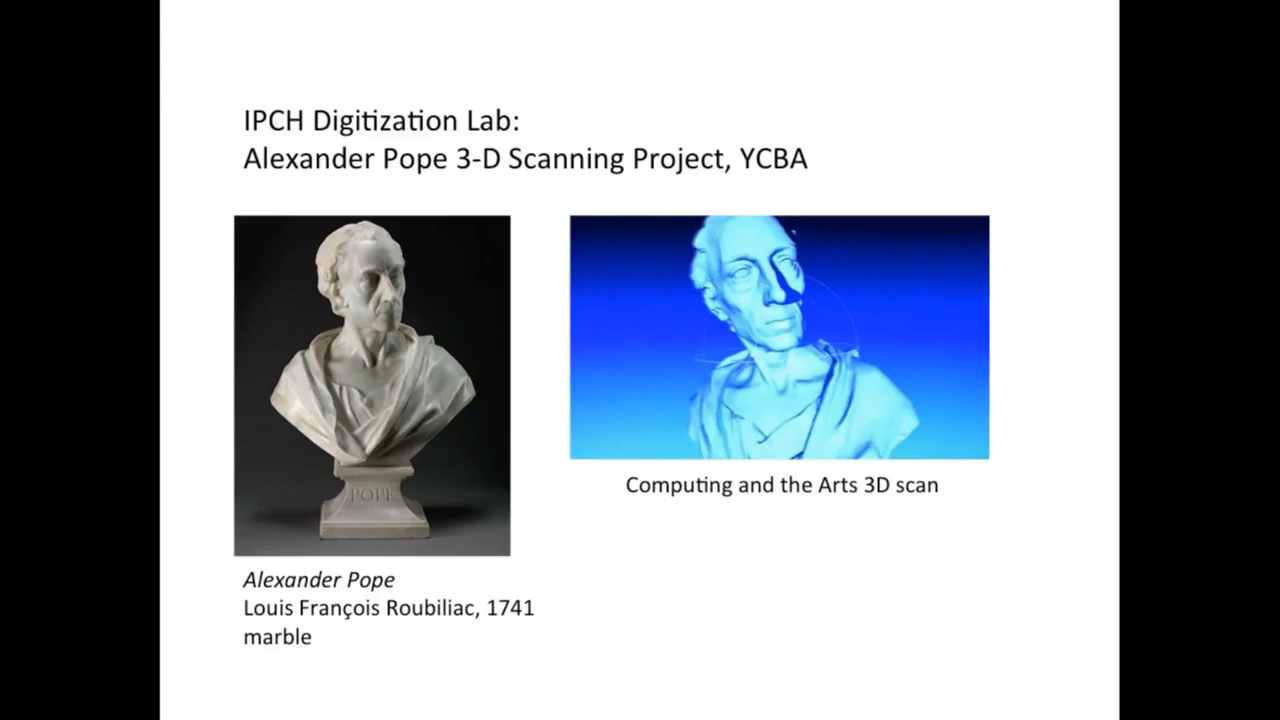 IPCH Digitization Lab:
Alexander Pope 3-D Scanning Project, YCBA
POPE
Computing and the Arts 3D scan
Alexander Pope
Louis François Roubiliac, 1741
marble